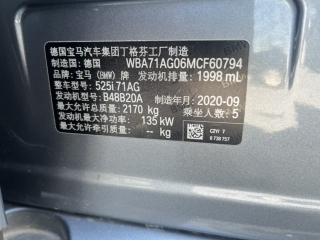 德国宝马汽车集团丁格芬工厂制造
制造国：德国 WBA71AG06MCF60794
品牌：宝马（BMW）牌 发动机排量：1998 mL
整车型号：525i 71AG
发动机型号：B48B20A 制造年月：2020-09
最大允许总质量：2170 kg 乘坐人数：5
发动机最大净功率：135 kW
最大允许牵引质量：-- kg
CZYI 7
8 738 757